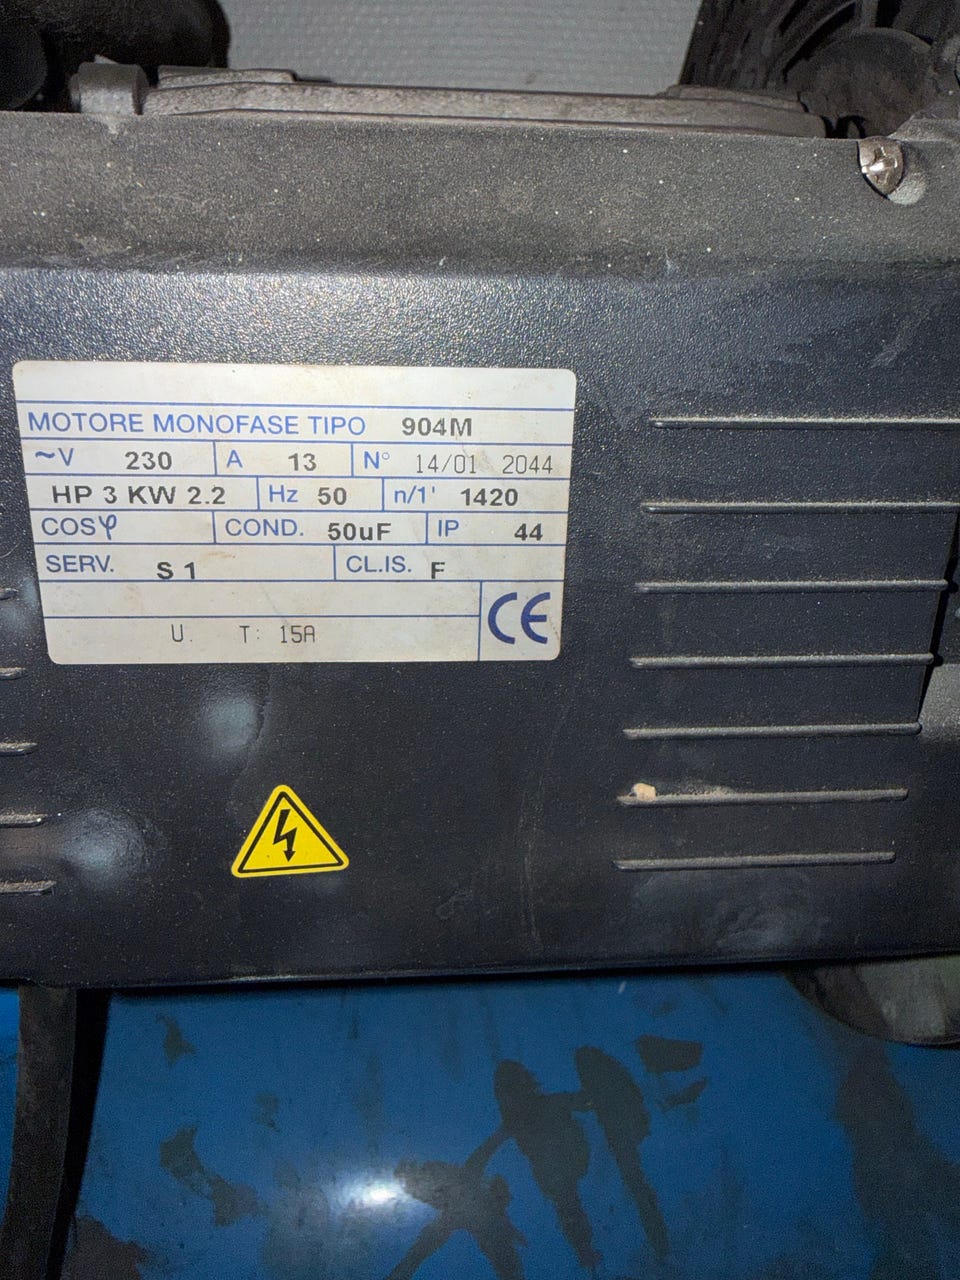 MOTORE MONOFASE TIPO 904M
~V 230 A 13 N° 14/01 2044
HP 3 KW 2.2 Hz 50 n/1' 1420
COSφ COND. 50uF IP 44
SERV. S 1 CL.IS. F
CE
U. T: 15A